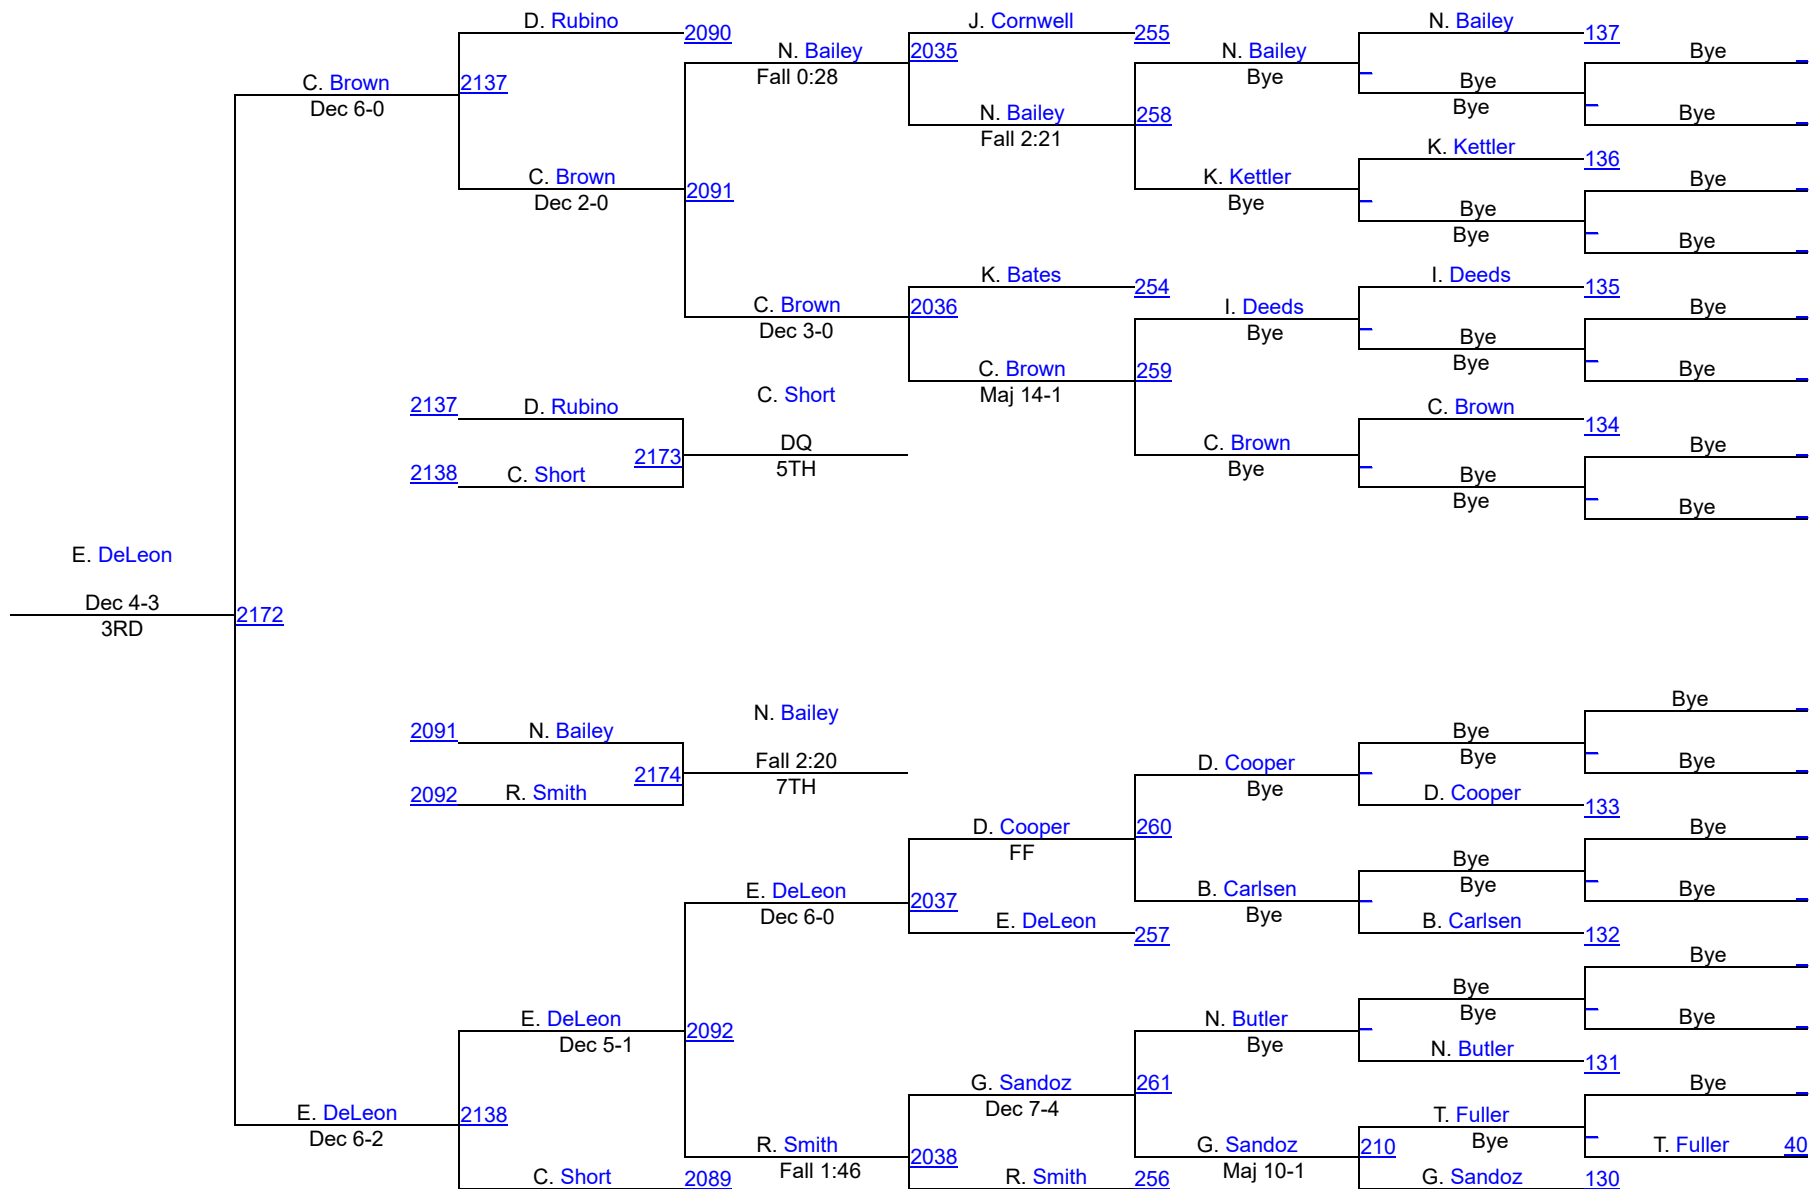 D. Rubino 2090
J. Cornwell 255
N. Bailey 137
N. Bailey 2035
N. Bailey
Bye
Fall 0:28
Bye
C. Brown 2137
Bye
Bye
Dec 6-0
N. Bailey 258
Bye
Fall 2:21
K. Kettler 136
C. Brown 2091
K. Kettler
Bye
Dec 2-0
Bye
Bye
Bye
Bye
K. Bates 254
I. Deeds 135
C. Brown 2036
I. Deeds
Bye
Dec 3-0
Bye
Bye
Bye
C. Brown 259
Bye
Maj 14-1
C. Short
2137 D. Rubino
C. Brown 134
DQ
C. Brown
Bye
5TH
2173
Bye
2138 C. Short
Bye
Bye
Bye
E. DeLeon
Dec 4-3
3RD
2172
Bye
N. Bailey
2091 N. Bailey
Bye
Fall 2:20
D. Cooper
Bye
Bye
7TH
2174
Bye
2092 R. Smith
D. Cooper 133
D. Cooper 260
Bye
FF
Bye
E. DeLeon 2037
B. Carlsen
Bye
Bye
Dec 6-0
Bye
E. DeLeon 257
B. Carlsen 132
Bye
Bye
E. DeLeon 2092
N. Butler
Bye
Bye
Dec 5-1
Bye
N. Butler 131
G. Sandoz 261
Bye
Dec 7-4
E. DeLeon 2138
T. Fuller
Dec 6-2
Bye
R. Smith 2038
G. Sandoz 210
T. Fuller 40
Fall 1:46
Maj 10-1
C. Short 2089
R. Smith 256
G. Sandoz 130